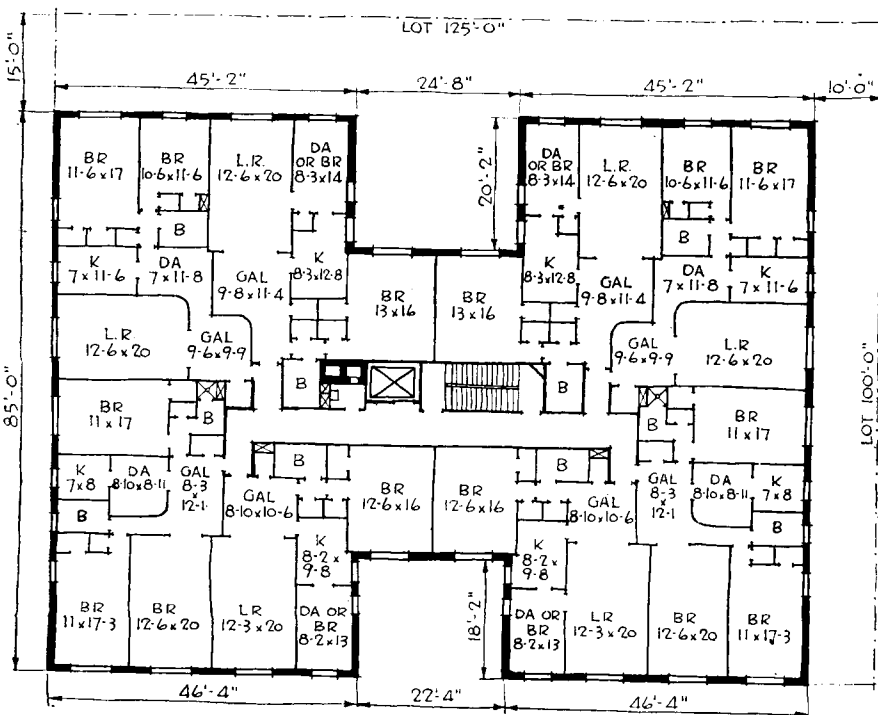 LOT 125'-0"
15'-0"
45'-2"
24'-8"
45'-2"
10'-0"
BR
11-6x17
BR
10-6x11-6
L.R.
12-6x20
DA
OR BR
8-3x14
20'-2"
DA
OR BR
8-3x14
L.R.
12-6x20
BR
10-6x11-6
BR
11-6x17
B
B
K
7x11-6
DA
7x11-8
GAL
9-8x11-4
K
8-3x12-8
BR
13x16
BR
13x16
K
8-3x12-8
GAL
9-8x11-4
DA
7x11-8
K
7x11-6
L.R
12-6x20
GAL
9-6x9-9
GAL
9-6x9-9
L.R
12-6x20
85'-0"
B
B
LOT 100'-0"
BR
11x17
B
B
BR
11x17
K
7x8
DA
8-10x8-11
GAL
8-3
x
12-1
B
GAL
8-10x10-6
BR
12-6x16
BR
12-6x16
B
GAL
8-10x10-6
GAL
8-3
x
12-1
DA
8-10x8-11
K
7x8
B
B
K
8-2x
9-8
K
8-2x
9-8
BR
11x17-3
BR
12-6x20
L.R
12-3x20
DA OR
BR
8-2x13
18'-2"
DA OR
BR
8-2x13
L.R
12-3x20
BR
12-6x20
BR
11x17-3
46'-4"
22'-4"
46'-4"